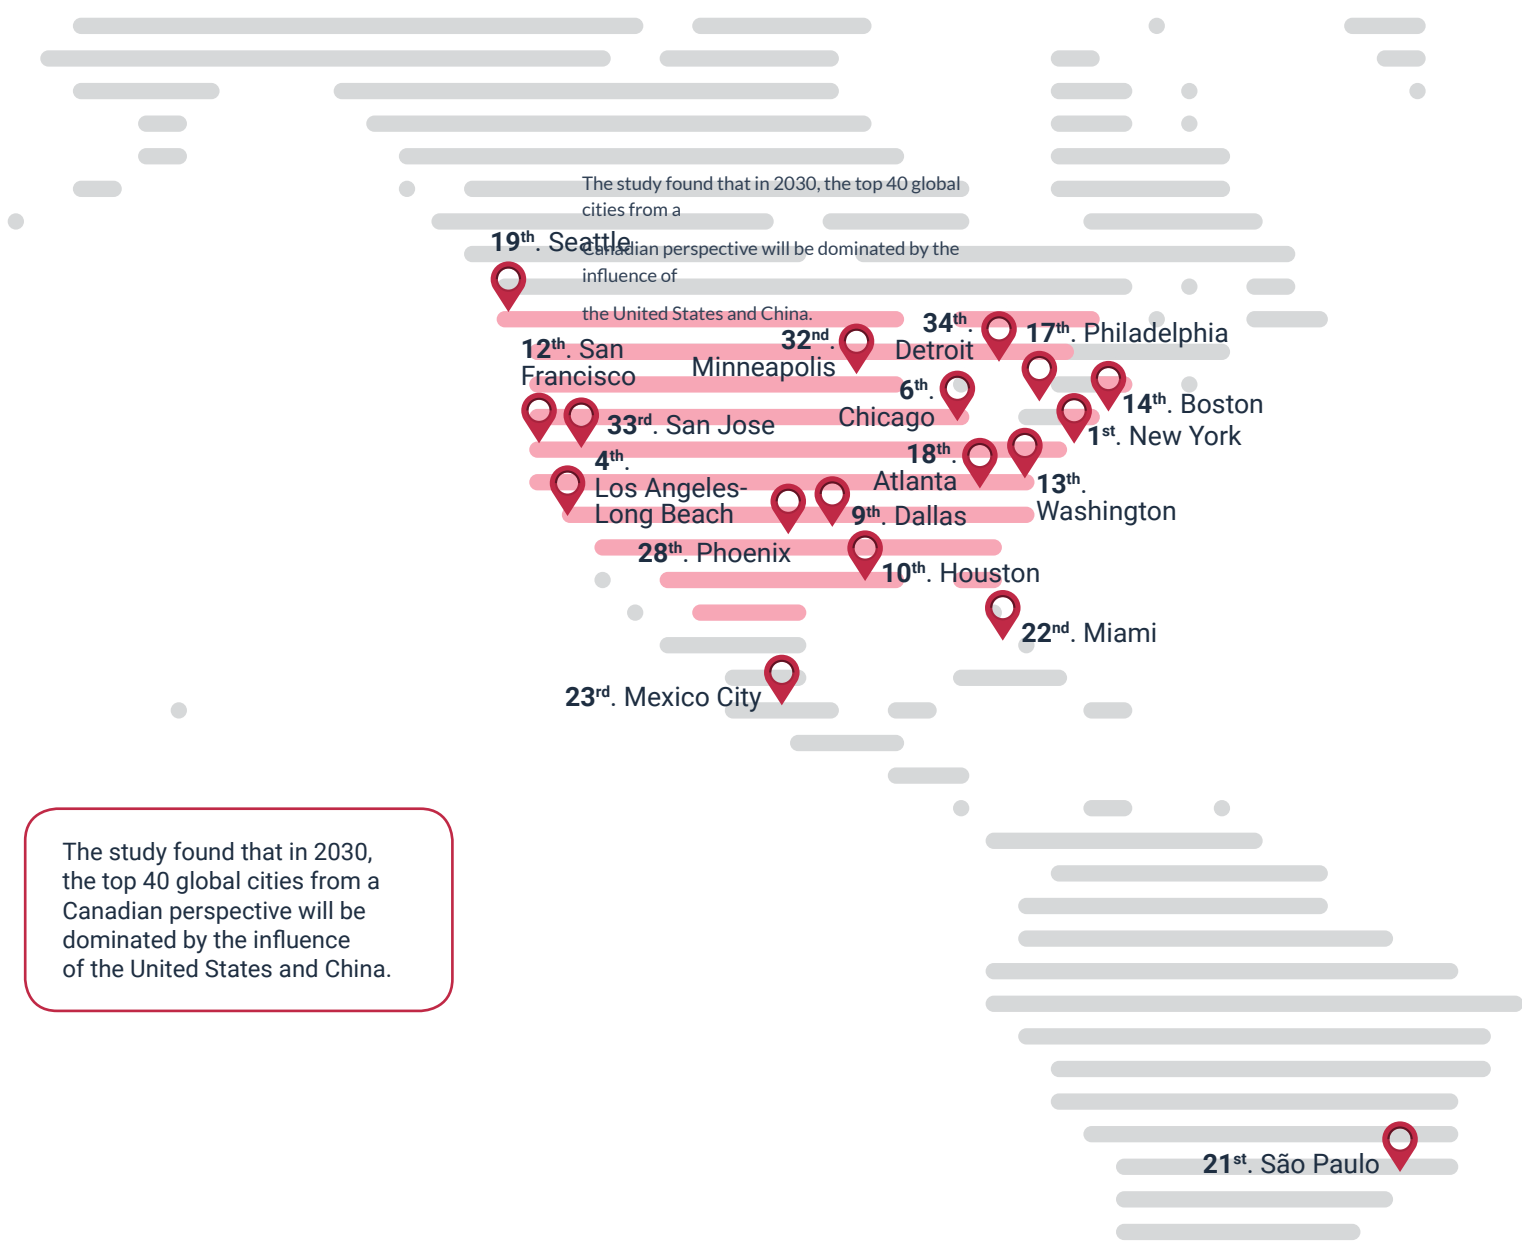 The study found that in 2030, the top 40 global
cities from a
Canadian perspective will be dominated by the
influence of
the United States and China.
19th. Seattle
12th. San
Francisco
32nd.
Minneapolis
34th.
Detroit
17th. Philadelphia
6th.
Chicago
14th. Boston
1st. New York
33rd. San Jose
4th.
Los Angeles-
Long Beach
18th.
Atlanta
13th.
Washington
9th. Dallas
28th. Phoenix
10th. Houston
22nd. Miami
23rd. Mexico City
The study found that in 2030,
the top 40 global cities from a
Canadian perspective will be
dominated by the influence
of the United States and China.
21st. São Paulo